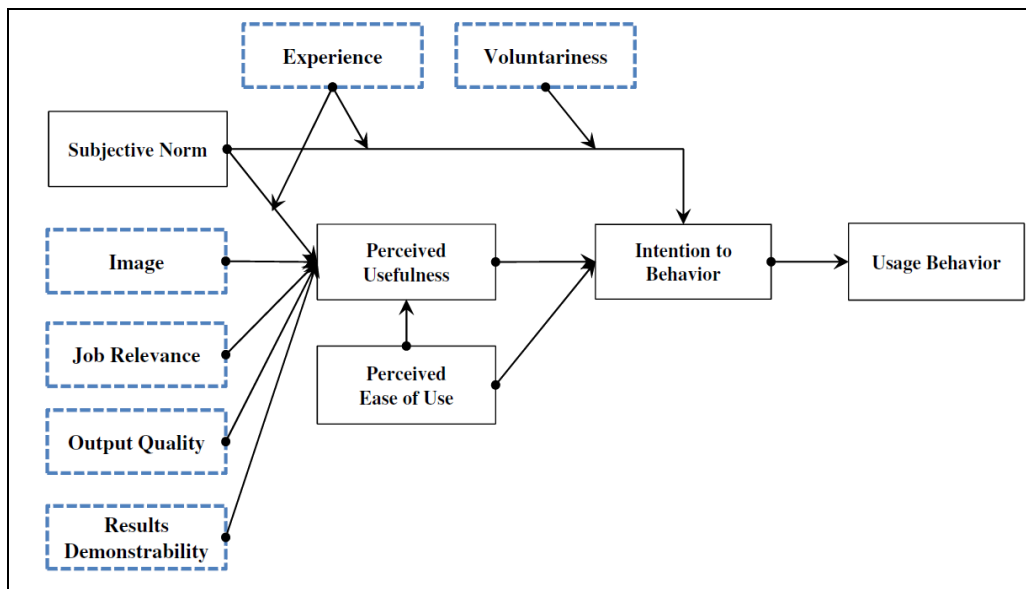 Experience
Voluntariness
Subjective Norm
Image
Perceived
Usefulness
Intention to
Behavior
Usage Behavior
Job Relevance
Perceived
Ease of Use
Output Quality
Results
Demonstrability